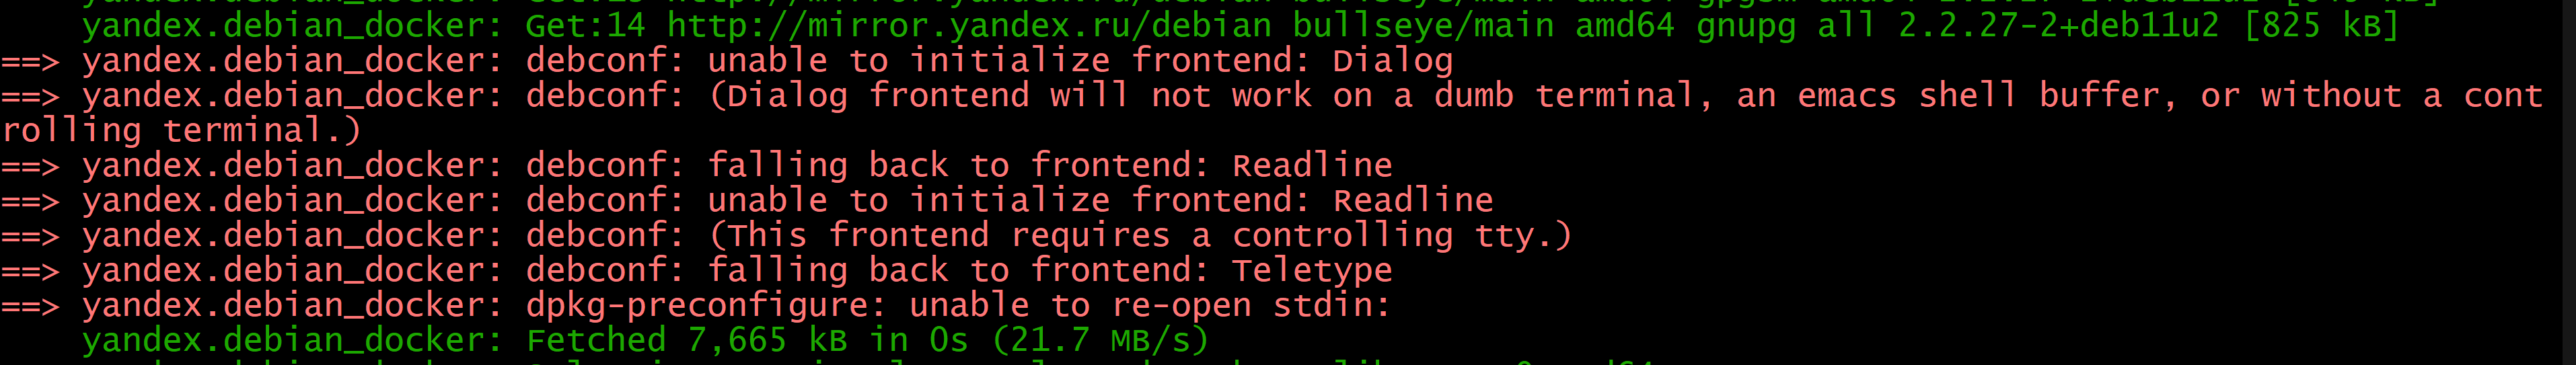 yandex.debian_docker: Get:14 http://mirror.yandex.ru/debian bullseye/main amd64 gnupg all 2.2.27-2+deb11u2 [825 kB]
==> yandex.debian_docker: debconf: unable to initialize frontend: Dialog
==> yandex.debian_docker: debconf: (Dialog frontend will not work on a dumb terminal, an emacs shell buffer, or without a cont
rolling terminal.)
==> yandex.debian_docker: debconf: falling back to frontend: Readline
==> yandex.debian_docker: debconf: unable to initialize frontend: Readline
==> yandex.debian_docker: debconf: (This frontend requires a controlling tty.)
==> yandex.debian_docker: debconf: falling back to frontend: Teletype
==> yandex.debian_docker: dpkg-preconfigure: unable to re-open stdin:
yandex.debian_docker: Fetched 7,665 kB in 0s (21.7 MB/s)